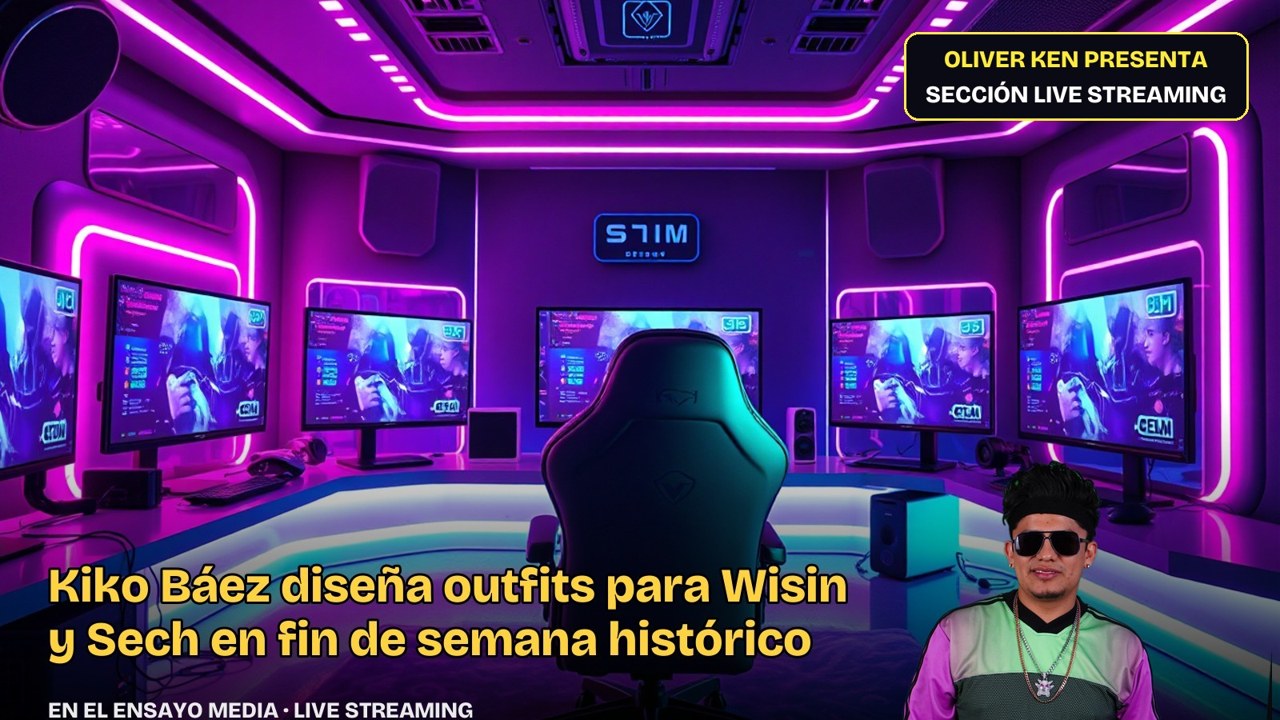 OLIVER KEN PRESENTA
SECCIÓN LIVE STREAMING
Kiko Báez diseña outfits para Wisin
y Sech en fin de semana histórico
EN EL ENSAYO MEDIA · LIVE STREAMING